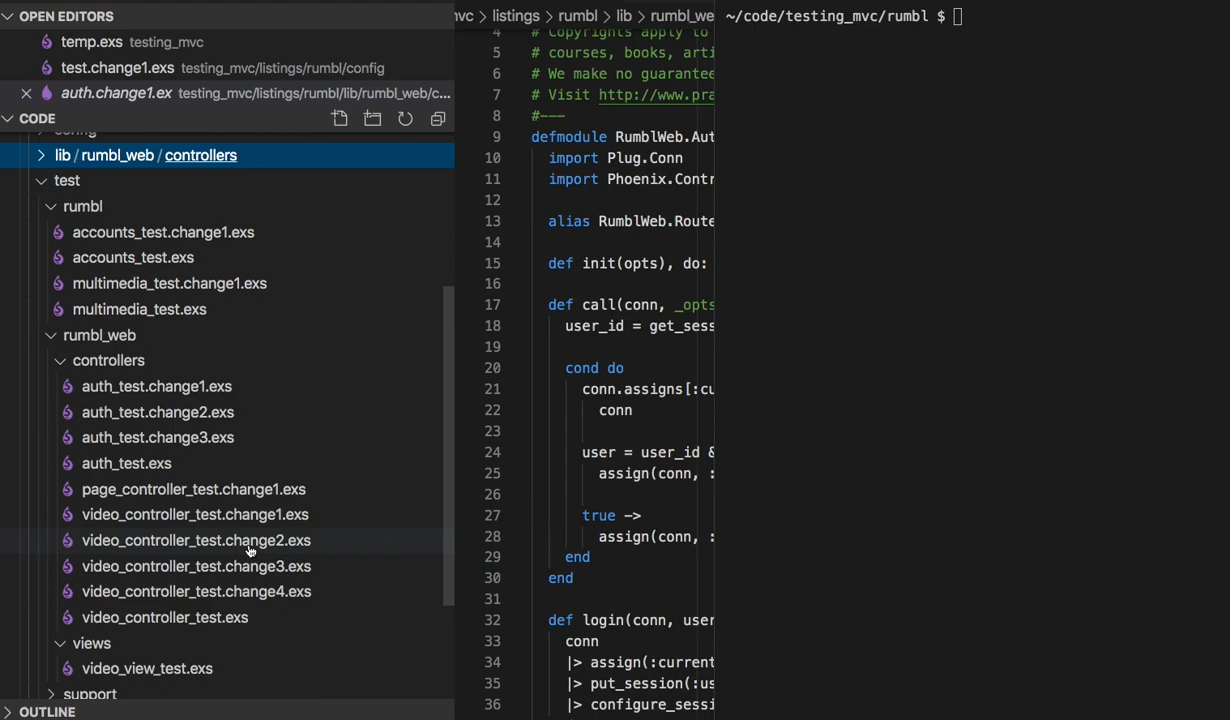 OPEN EDITORS
temp.exs testing_mvc
test.change1.exs testing_mvc/listings/rumbl/config
auth.change1.ex testing_mvc/listings/rumbl/lib/rumbl_web/c...
CODE
config
lib / rumbl_web / controllers
test
rumbl
accounts_test.change1.exs
accounts_test.exs
multimedia_test.change1.exs
multimedia_test.exs
rumbl_web
controllers
auth_test.change1.exs
auth_test.change2.exs
auth_test.change3.exs
auth_test.exs
page_controller_test.change1.exs
video_controller_test.change1.exs
video_controller_test.change2.exs
video_controller_test.change3.exs
video_controller_test.change4.exs
video_controller_test.exs
views
video_view_test.exs
support
OUTLINE
vc > listings > rumbl > lib > rumbl_we
4 # Copyrights apply to
5 # courses, books, arti
6 # We make no guarantee
7 # Visit http://www.pra
8 #---
9 defmodule RumblWeb.Aut
10 import Plug.Conn
11 import Phoenix.Contr
12
13 alias RumblWeb.Route
14
15 def init(opts), do:
16
17 def call(conn, _opts
18 user_id = get_sess
19
20 cond do
21 conn.assigns[:cu
22 conn
23
24 user = user_id &
25 assign(conn, :
26
27 true ->
28 assign(conn, :
29 end
30 end
31
32 def login(conn, user
33 conn
34 |> assign(:current
35 |> put_session(:us
36 |> configure_sessi
~/code/testing_mvc/rumbl $